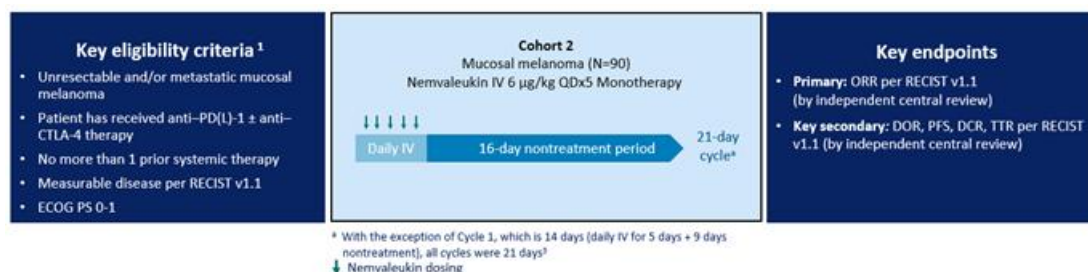 Key eligibility criteria ¹
• Unresectable and/or metastatic mucosal
melanoma
• Patient has received anti–PD(L)-1 ± anti–
CTLA-4 therapy
• No more than 1 prior systemic therapy
• Measurable disease per RECIST v1.1
• ECOG PS 0-1
Cohort 2
Mucosal melanoma (N=90)
Nemvaleukin IV 6 µg/kg QDx5 Monotherapy
Daily IV
16-day nontreatment period
21-day
cycleᵃ
ᵃ With the exception of Cycle 1, which is 14 days (daily IV for 5 days + 9 days
nontreatment), all cycles were 21 days³
Nemvaleukin dosing
Key endpoints
• Primary: ORR per RECIST v1.1
(by independent central review)
• Key secondary: DOR, PFS, DCR, TTR per RECIST
v1.1 (by independent central review)